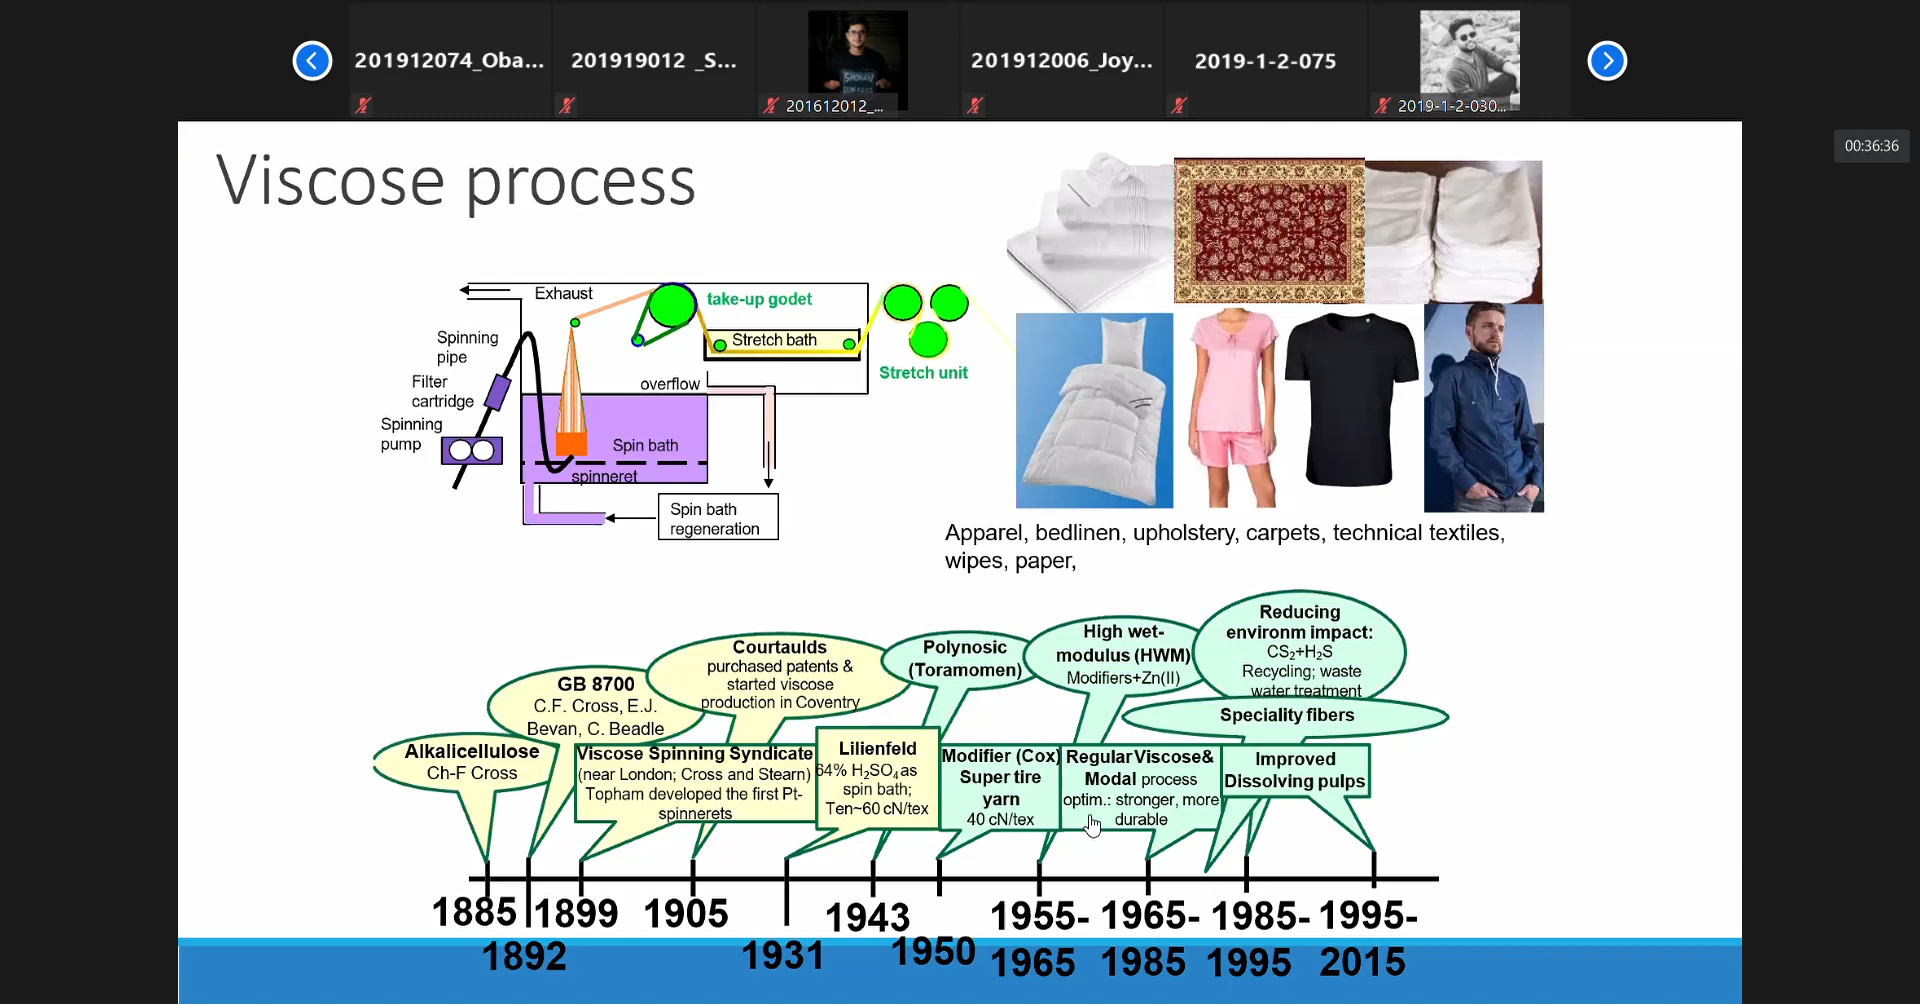 201912074_Oba...
201919012 _S...
201612012_...
201912006_Joy...
2019-1-2-075
2019-1-2-030...
00:36:36
Viscose process
Exhaust
take-up godet
Spinning
pipe
Stretch bath
Filter
cartridge
overflow
Stretch unit
Spinning
pump
Spin bath
spinneret
Spin bath
regeneration
Apparel, bedlinen, upholstery, carpets, technical textiles,
wipes, paper,
Alkalicellulose
Ch-F Cross
GB 8700
C.F. Cross, E.J.
Bevan, C. Beadle
Viscose Spinning Syndicate
(near London; Cross and Stearn)
Topham developed the first Pt-
spinnerets
Courtaulds
purchased patents &
started viscose
production in Coventry
Lilienfeld
64% H₂SO₄ as
spin bath;
Ten~60 cN/tex
Polynosic
(Toramomen)
Modifier (Cox)
Super tire
yarn
40 cN/tex
High wet-
modulus (HWM)
Modifiers+Zn(II)
Regular Viscose&
Modal process
optim.: stronger, more
durable
Reducing
environm impact:
CS₂+H₂S
Recycling; waste
water treatment
Speciality fibers
Improved
Dissolving pulps
1885
1892
1899
1905
1931
1943
1950
1955-
1965
1965-
1985
1985-
1995
1995-
2015